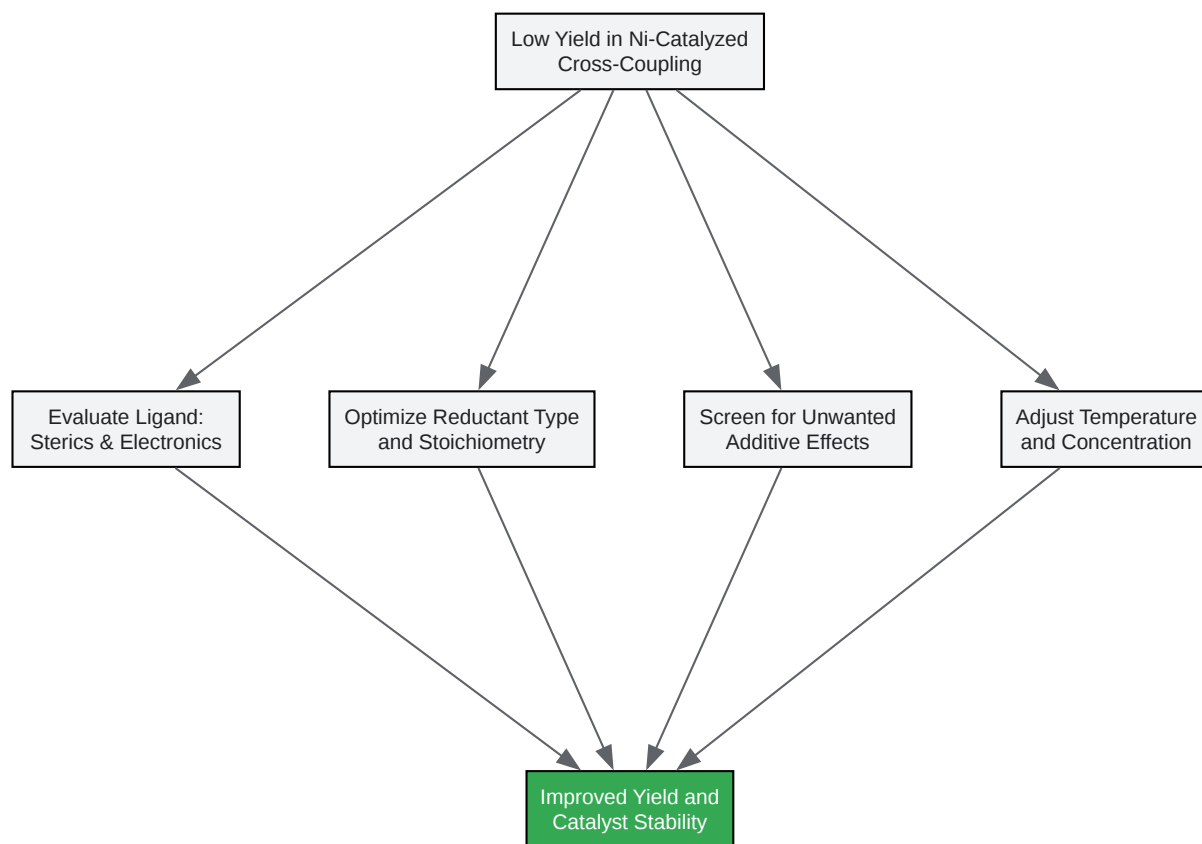 Low Yield in Ni-Catalyzed
Cross-Coupling
Evaluate Ligand:
Sterics & Electronics
Optimize Reductant Type
and Stoichiometry
Screen for Unwanted
Additive Effects
Adjust Temperature
and Concentration
Improved Yield and
Catalyst Stability